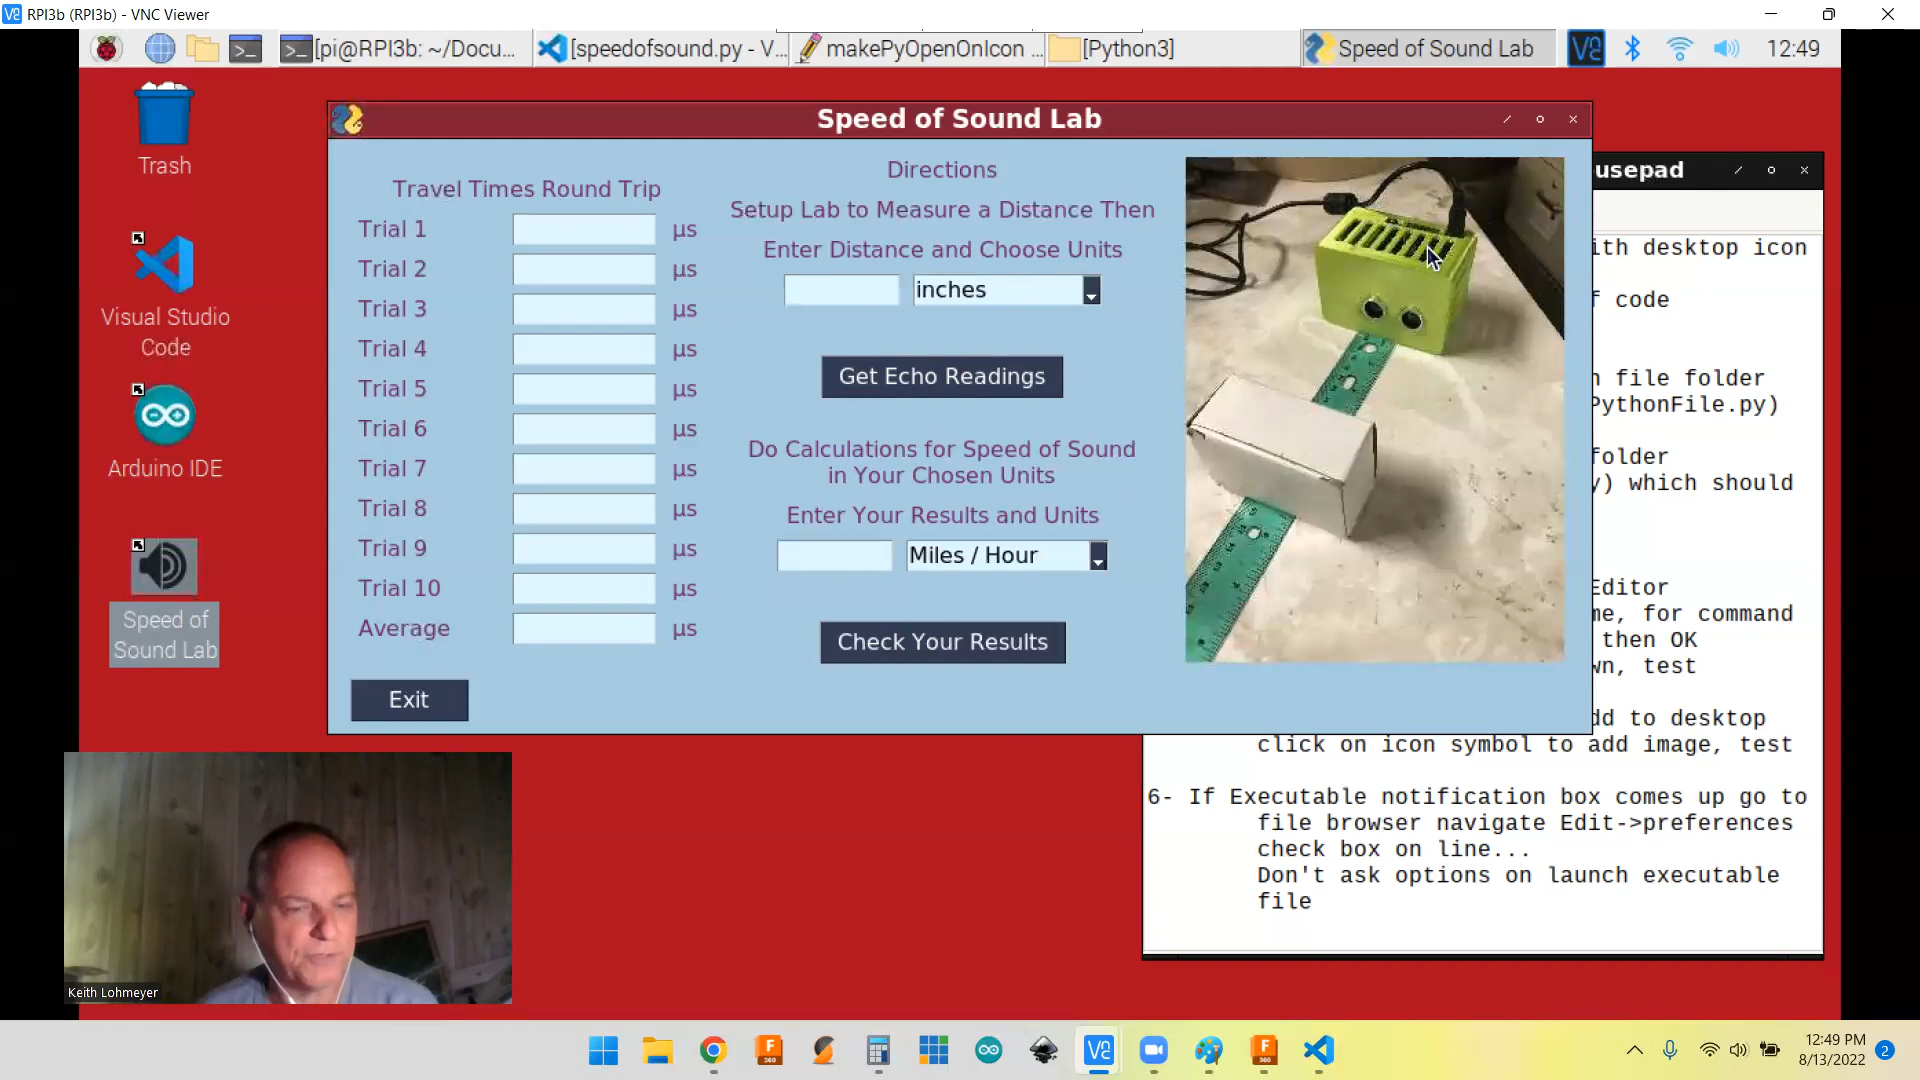 RPI3b (RPI3b) - VNC Viewer
[pi@RPI3b: ~/Docu...
[speedofsound.py - V...
makePyOpenOnIcon ...
[Python3]
Speed of Sound Lab
12:49
Trash
Visual Studio
Code
Arduino IDE
Speed of
Sound Lab
Speed of Sound Lab
Travel Times Round Trip
Trial 1 µs
Trial 2 µs
Trial 3 µs
Trial 4 µs
Trial 5 µs
Trial 6 µs
Trial 7 µs
Trial 8 µs
Trial 9 µs
Trial 10 µs
Average µs
Exit
Directions
Setup Lab to Measure a Distance Then
Enter Distance and Choose Units
inches
Get Echo Readings
Do Calculations for Speed of Sound
in Your Chosen Units
Enter Your Results and Units
Miles / Hour
Check Your Results
usepad
ith desktop icon
f code
n file folder
PythonFile.py)
folder
y) which should
Editor
me, for command
then OK
wn, test
dd to desktop
click on icon symbol to add image, test
6- If Executable notification box comes up go to
file browser navigate Edit->preferences
check box on line...
Don't ask options on launch executable
file
Keith Lohmeyer
12:49 PM
8/13/2022
2